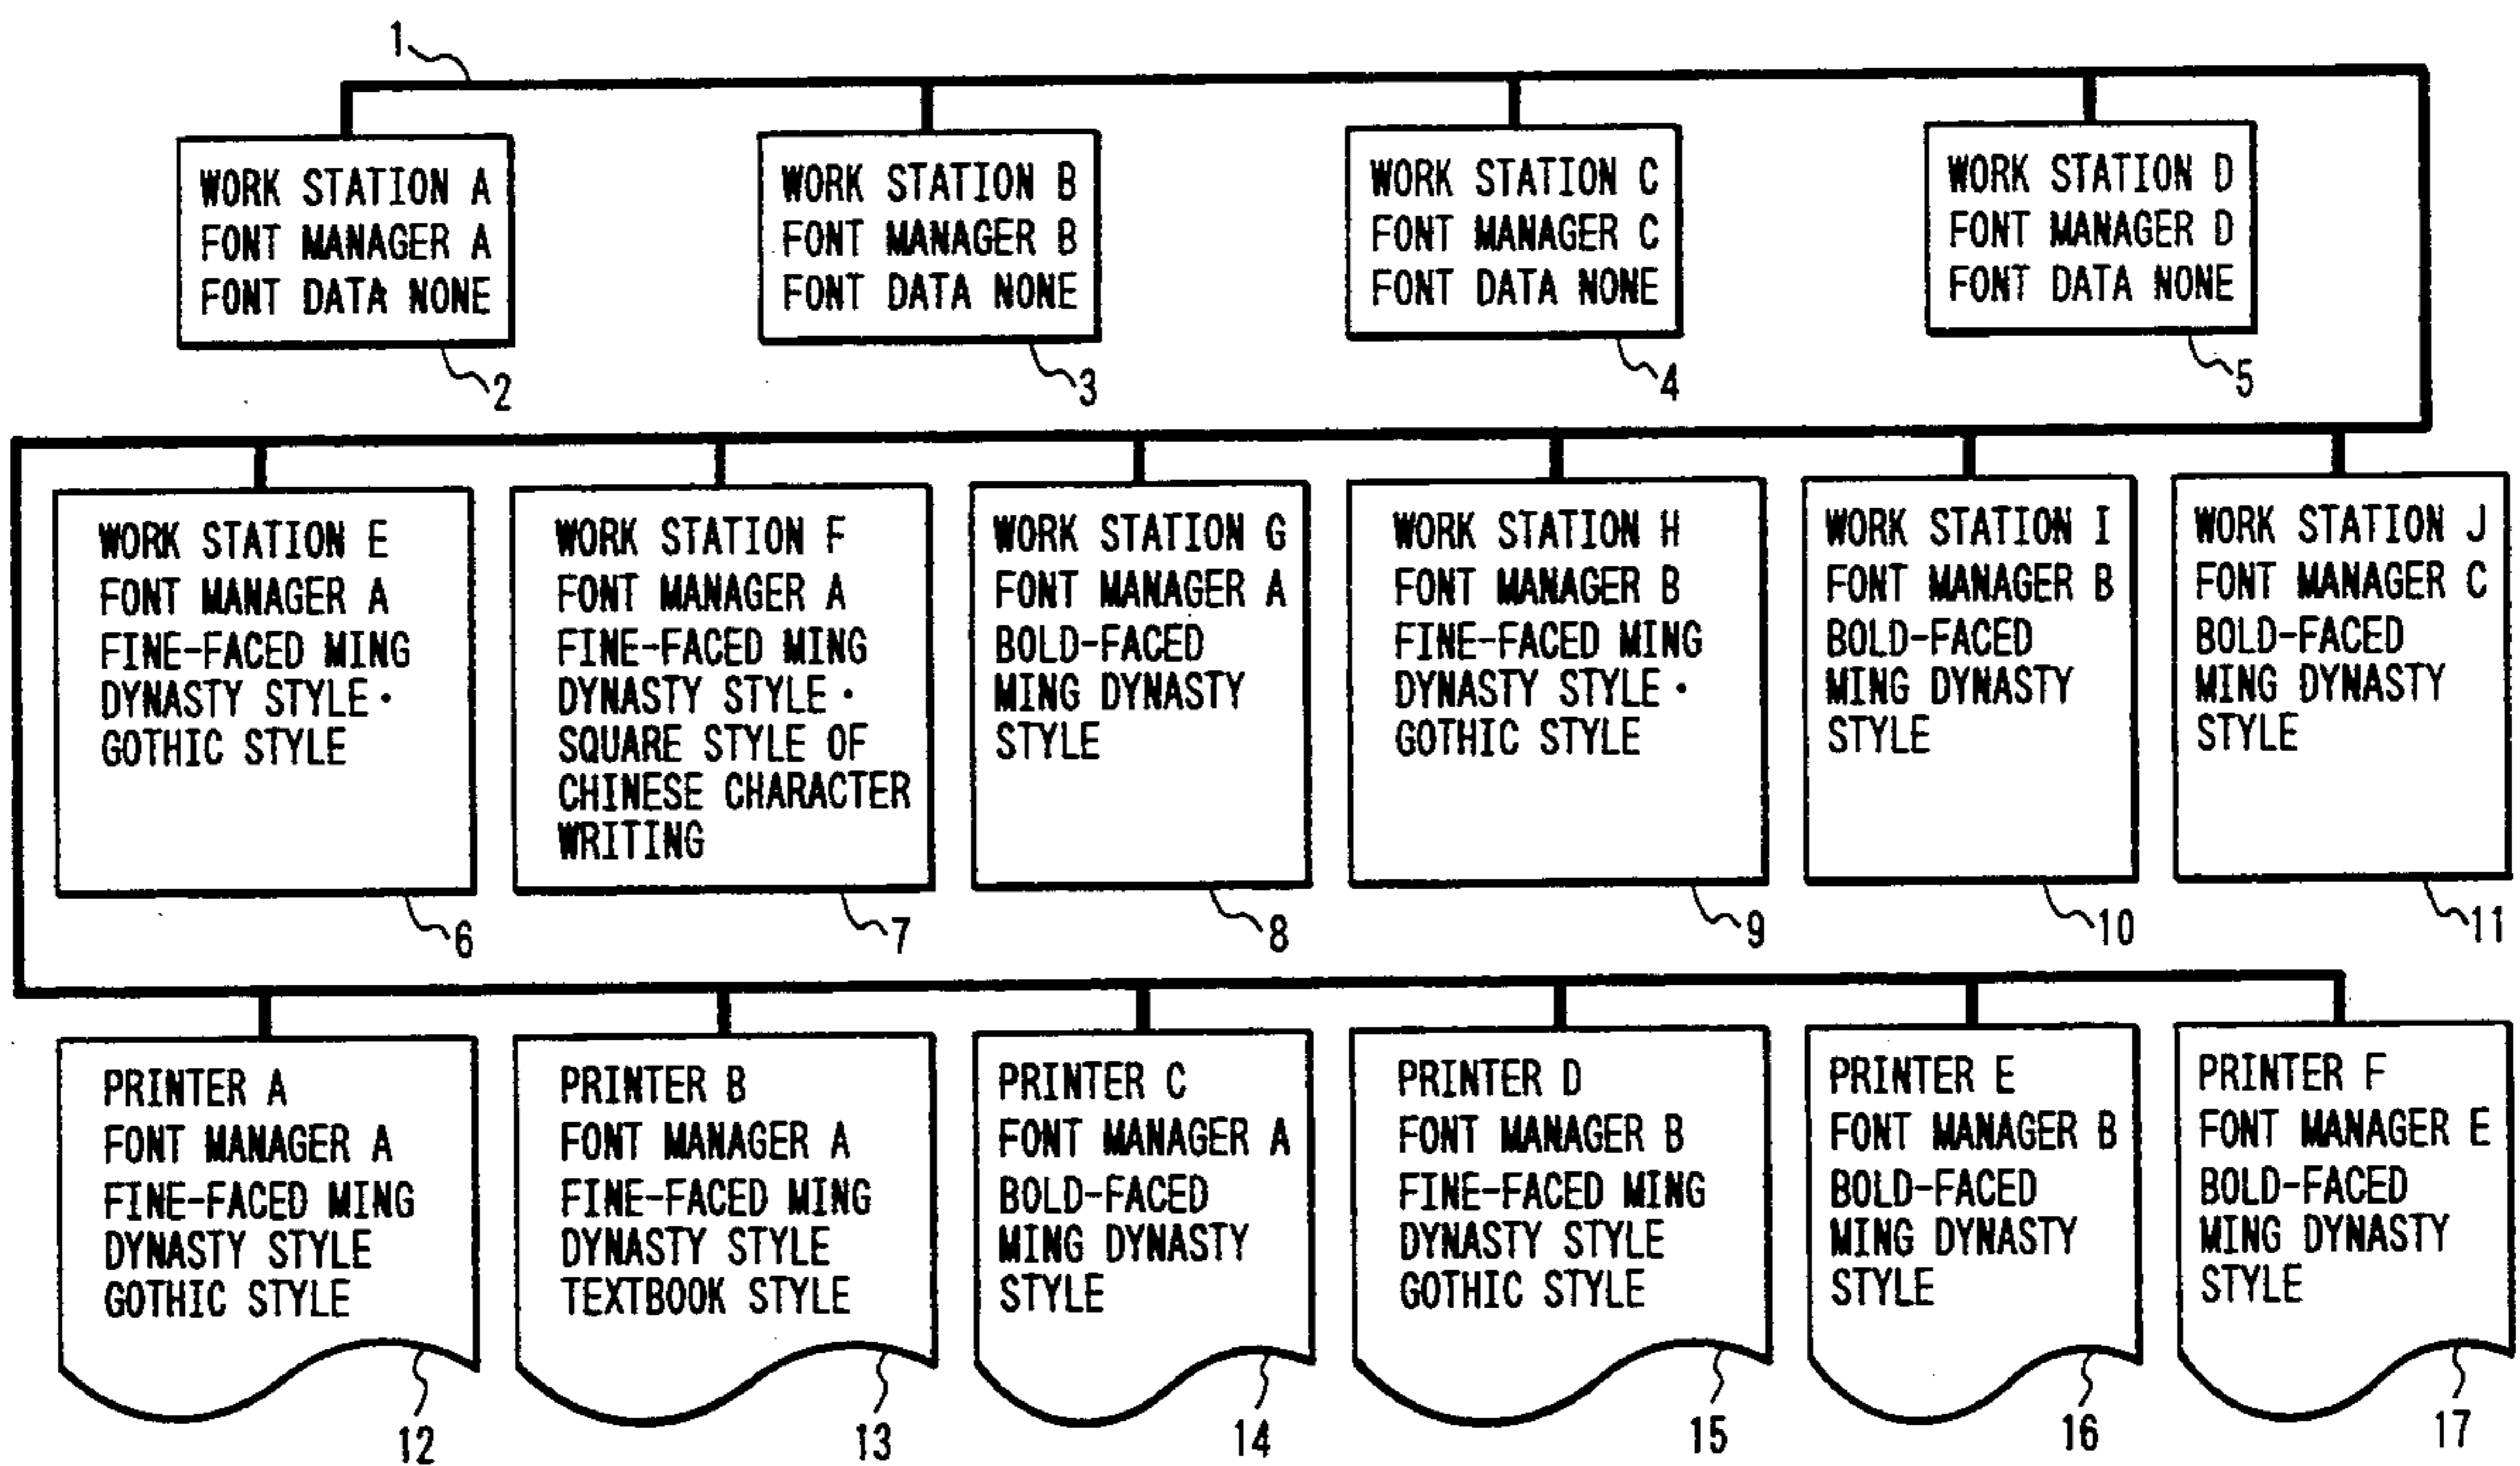 1
WORK STATION A
FONT MANAGER A
FONT DATA NONE
2
WORK STATION B
FONT MANAGER B
FONT DATA NONE
3
WORK STATION C
FONT MANAGER C
FONT DATA NONE
4
WORK STATION D
FONT MANAGER D
FONT DATA NONE
5
WORK STATION E
FONT MANAGER A
FINE-FACED MING
DYNASTY STYLE・
GOTHIC STYLE
6
WORK STATION F
FONT MANAGER A
FINE-FACED MING
DYNASTY STYLE・
SQUARE STYLE OF
CHINESE CHARACTER
WRITING
7
WORK STATION G
FONT MANAGER A
BOLD-FACED
MING DYNASTY
STYLE
8
WORK STATION H
FONT MANAGER B
FINE-FACED MING
DYNASTY STYLE・
GOTHIC STYLE
9
WORK STATION I
FONT MANAGER B
BOLD-FACED
MING DYNASTY
STYLE
10
WORK STATION J
FONT MANAGER C
BOLD-FACED
MING DYNASTY
STYLE
11
PRINTER A
FONT MANAGER A
FINE-FACED MING
DYNASTY STYLE
GOTHIC STYLE
12
PRINTER B
FONT MANAGER A
FINE-FACED MING
DYNASTY STYLE
TEXTBOOK STYLE
13
PRINTER C
FONT MANAGER A
BOLD-FACED
MING DYNASTY
STYLE
14
PRINTER D
FONT MANAGER B
FINE-FACED MING
DYNASTY STYLE
GOTHIC STYLE
15
PRINTER E
FONT MANAGER B
BOLD-FACED
MING DYNASTY
STYLE
16
PRINTER F
FONT MANAGER E
BOLD-FACED
MING DYNASTY
STYLE
17